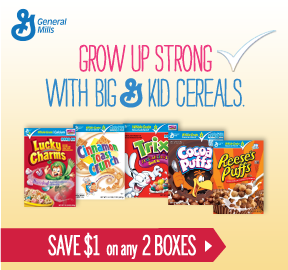 General
Mills
GROW UP STRONG
WITH BIG G KID CEREALS.
Lucky
Charms
Cinnamon
Toast
Crunch
Trix
Cocoa
Puffs
Reese's
Puffs
SAVE $1 on any 2 BOXES